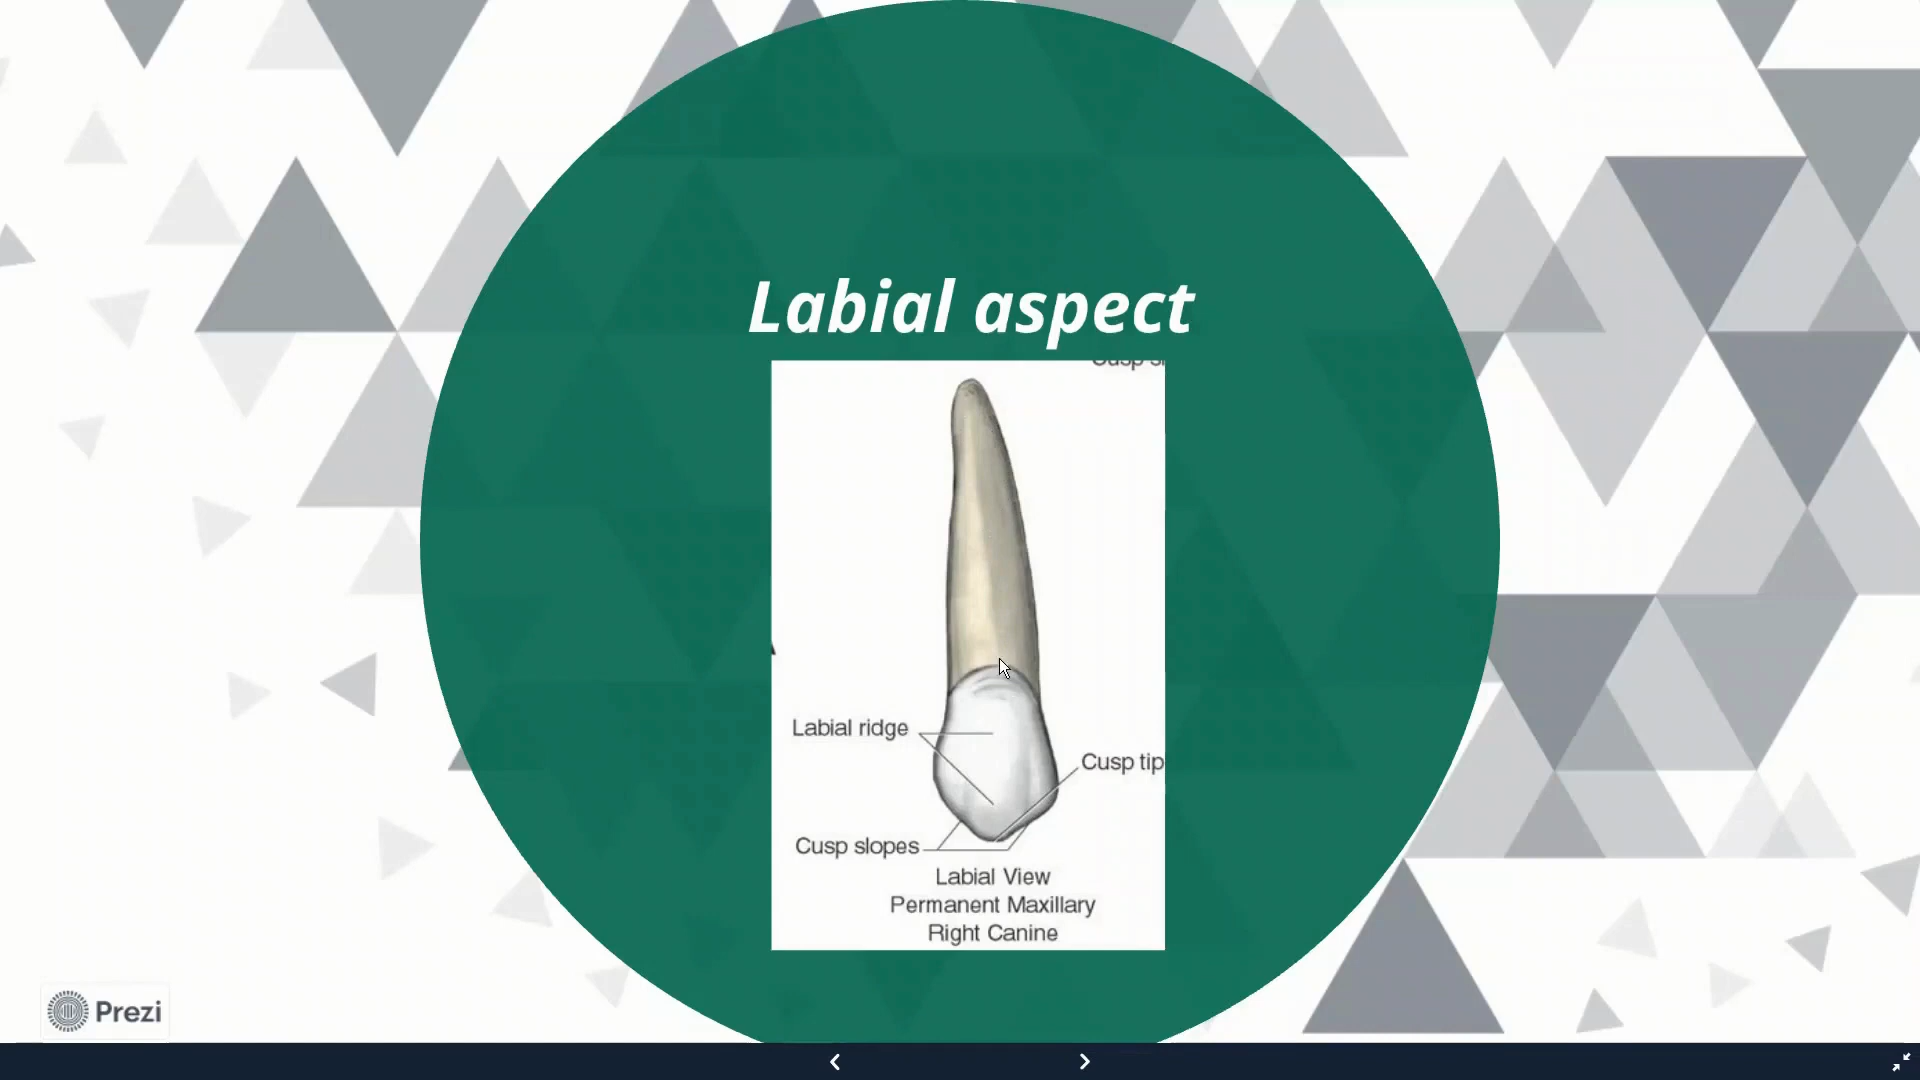 Labial aspect
Labial ridge
Cusp tip
Cusp slopes
Labial View
Permanent Maxillary
Right Canine
Prezi